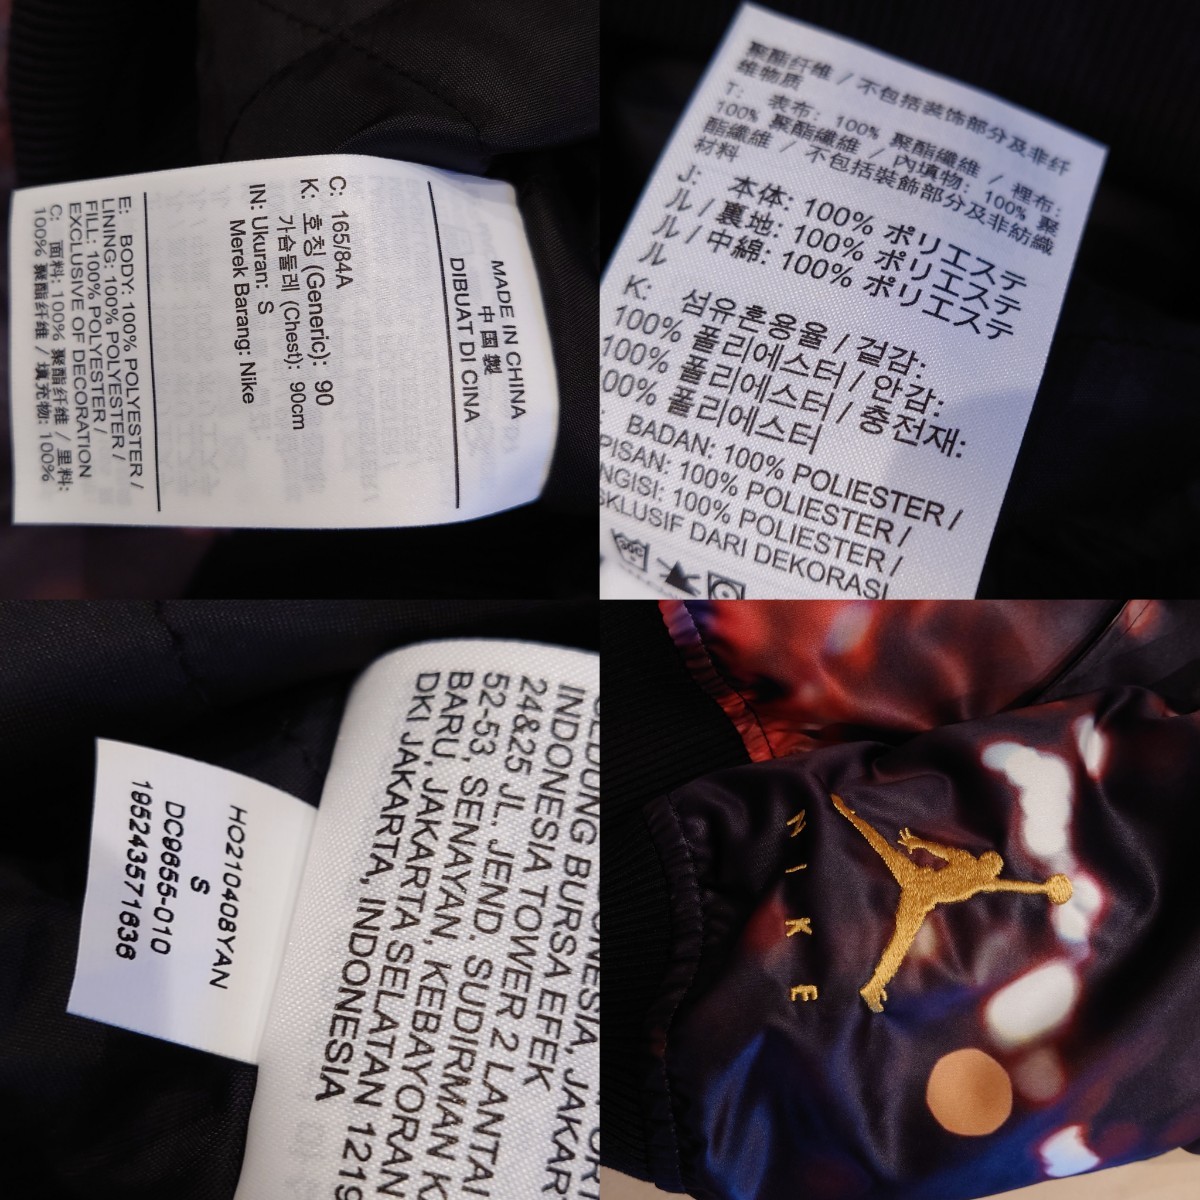 MADE IN CHINA
中国製
DIBUAT DI CINA
C: 165/84A
K: 호칭 (Generic): 90
가슴둘레 (Chest): 90cm
IN: Ukuran: S
Merek Barang: Nike
E: BODY: 100% POLYESTER /
LINING: 100% POLYESTER /
FILL: 100% POLYESTER /
EXCLUSIVE OF DECORATION
C: 面料: 100% 聚酯纤维 / 里料:
100% 聚酯纤维 / 填充物: 100%
聚酯纤维 / 不包括装饰部分及非纤
维物质
T: 表布: 100% 聚酯纖維 / 裡布:
100% 聚酯纖維 / 內填物: 100% 聚
酯纖維 / 不包括裝飾部分及非紡織
材料
J: 本体: 100% ポリエステ
ル / 裏地: 100% ポリエステ
ル / 中綿: 100% ポリエステ
ル
K: 섬유혼용율 / 겉감:
100% 폴리에스터 / 안감:
100% 폴리에스터 / 충전재:
00% 폴리에스터
BADAN: 100% POLIESTER /
PISAN: 100% POLIESTER /
NGISI: 100% POLIESTER /
SKLUSIF DARI DEKORASI
HO210408YAN
S
DC9655-010
195243571636
INDONESIA, JAKAR
GEDUNG BURSA EFEK
INDONESIA TOWER 2 LANTAI
24&25 JL. JEND. SUDIRMAN K
52-53, SENAYAN, KEBAYORAN
BARU, JAKARTA SELATAN 1219
DKI JAKARTA, INDONESIA
NIKE